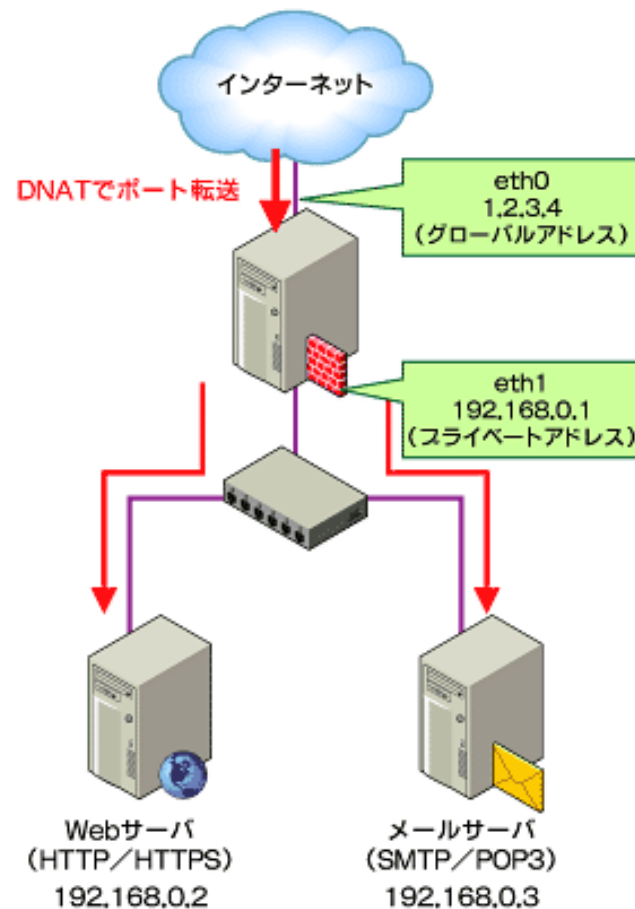 インターネット
DNATでポート転送
eth0
1.2.3.4
(グローバルアドレス)
eth1
192.168.0.1
(プライベートアドレス)
Webサーバ
(HTTP/HTTPS)
192.168.0.2
メールサーバ
(SMTP/POP3)
192.168.0.3